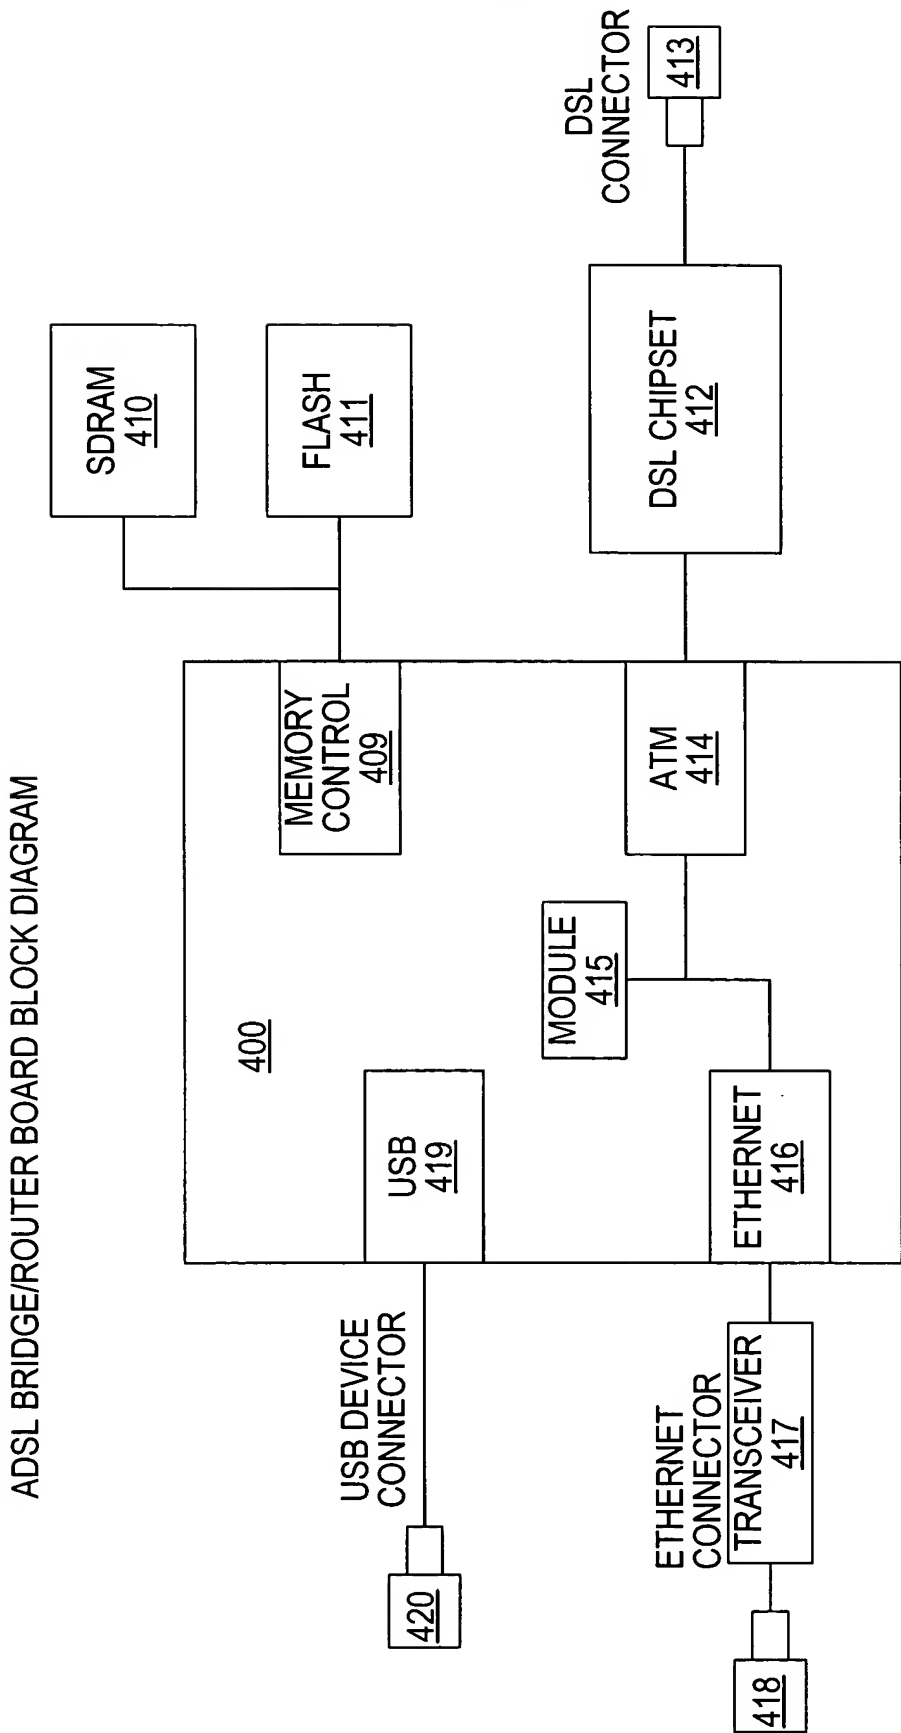 ADSL BRIDGE/ROUTER BOARD BLOCK DIAGRAM
SDRAM
410
FLASH
411
MEMORY
CONTROL
409
400
USB
419
USB DEVICE
CONNECTOR
420
DSL
CONNECTOR
413
DSL CHIPSET
412
ATM
414
MODULE
415
ETHERNET
416
ETHERNET
CONNECTOR
TRANSCEIVER
417
418